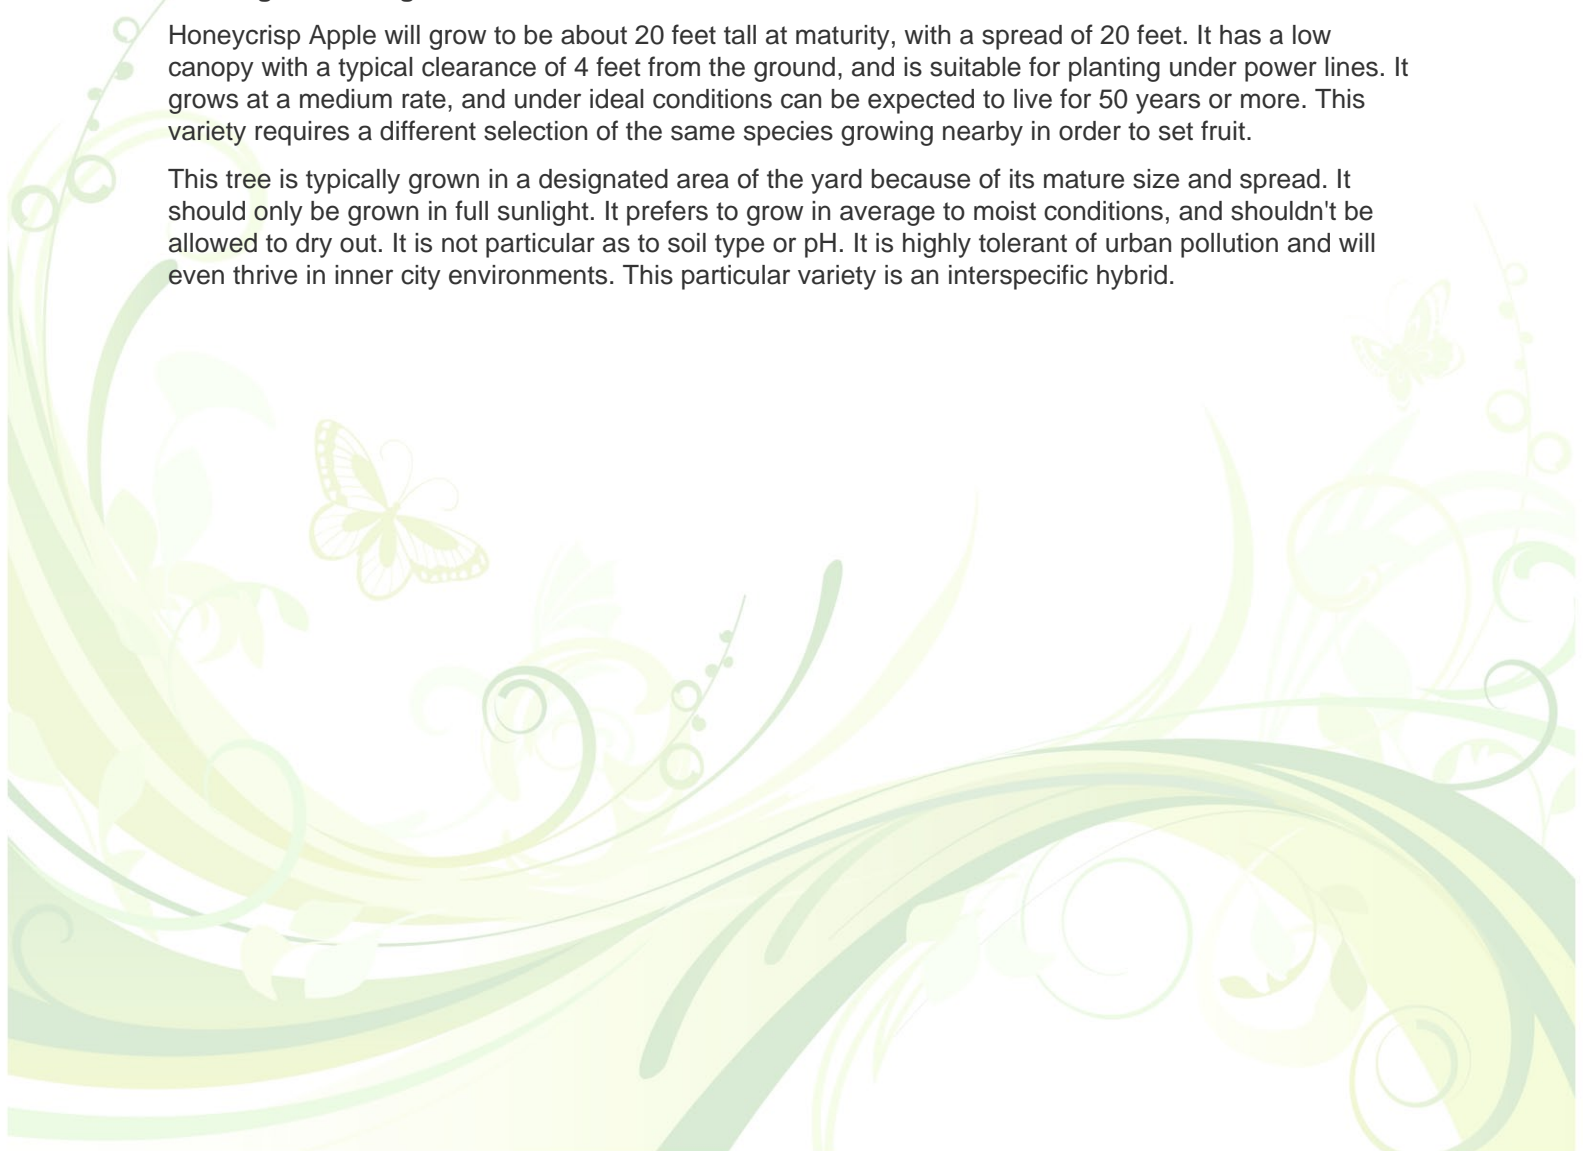 Honeycrisp Apple will grow to be about 20 feet tall at maturity, with a spread of 20 feet. It has a low
canopy with a typical clearance of 4 feet from the ground, and is suitable for planting under power lines. It
grows at a medium rate, and under ideal conditions can be expected to live for 50 years or more. This
variety requires a different selection of the same species growing nearby in order to set fruit.
This tree is typically grown in a designated area of the yard because of its mature size and spread. It
should only be grown in full sunlight. It prefers to grow in average to moist conditions, and shouldn't be
allowed to dry out. It is not particular as to soil type or pH. It is highly tolerant of urban pollution and will
even thrive in inner city environments. This particular variety is an interspecific hybrid.